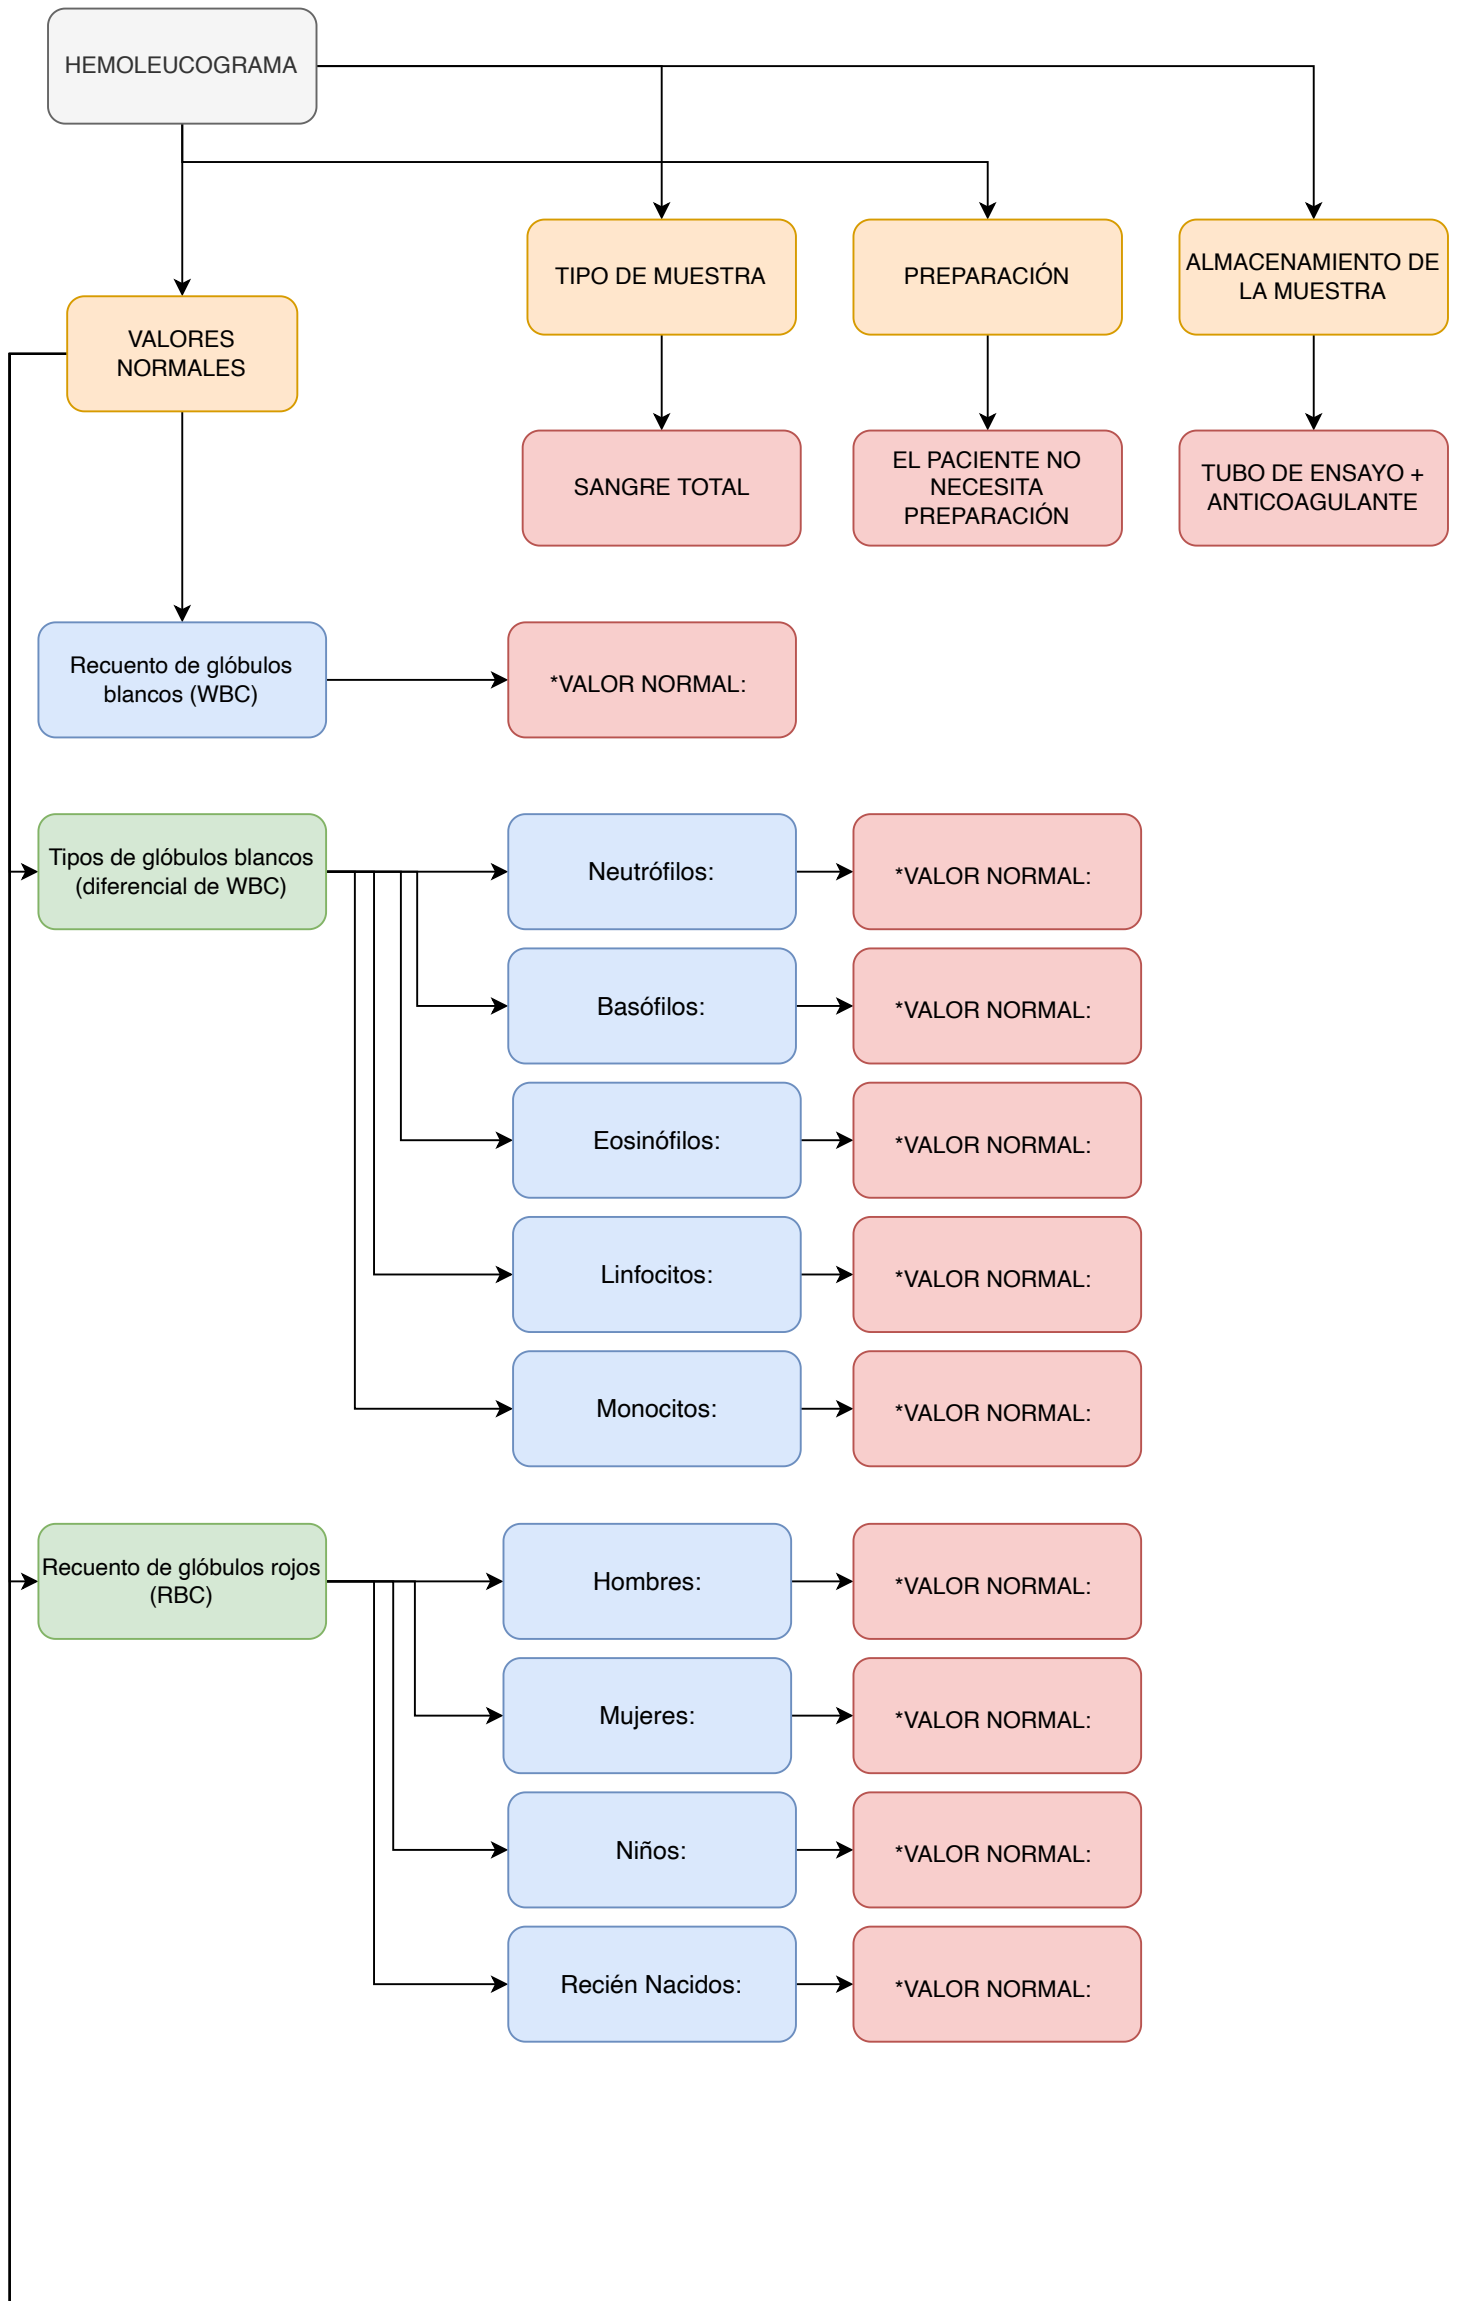 HEMOLEUCOGRAMA
TIPO DE MUESTRA
PREPARACIÓN
ALMACENAMIENTO DE
LA MUESTRA
VALORES
NORMALES
SANGRE TOTAL
EL PACIENTE NO
NECESITA
PREPARACIÓN
TUBO DE ENSAYO +
ANTICOAGULANTE
Recuento de glóbulos
blancos (WBC)
*VALOR NORMAL:
Tipos de glóbulos blancos
(diferencial de WBC)
Neutrófilos:
*VALOR NORMAL:
Basófilos:
*VALOR NORMAL:
Eosinófilos:
*VALOR NORMAL:
Linfocitos:
*VALOR NORMAL:
Monocitos:
*VALOR NORMAL:
Recuento de glóbulos rojos
(RBC)
Hombres:
*VALOR NORMAL:
Mujeres:
*VALOR NORMAL:
Niños:
*VALOR NORMAL:
Recién Nacidos:
*VALOR NORMAL: